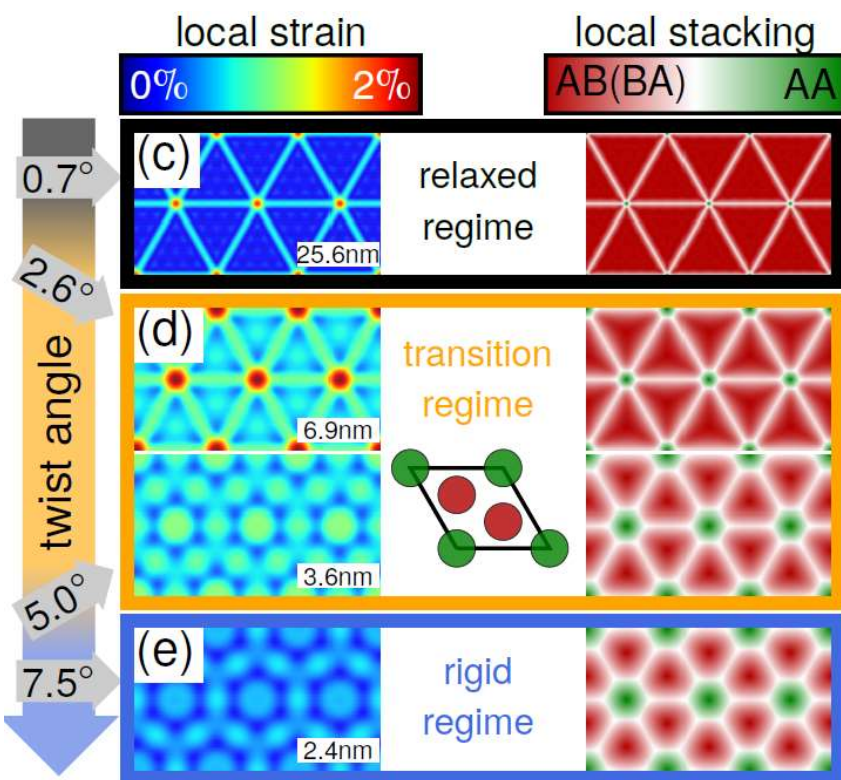 local strain
local stacking
0%
2%
AB(BA)
AA
twist angle
0.7°
2.6°
5.0°
7.5°
(c)
25.6nm
relaxed
regime
(d)
6.9nm
transition
regime
3.6nm
(e)
2.4nm
rigid
regime